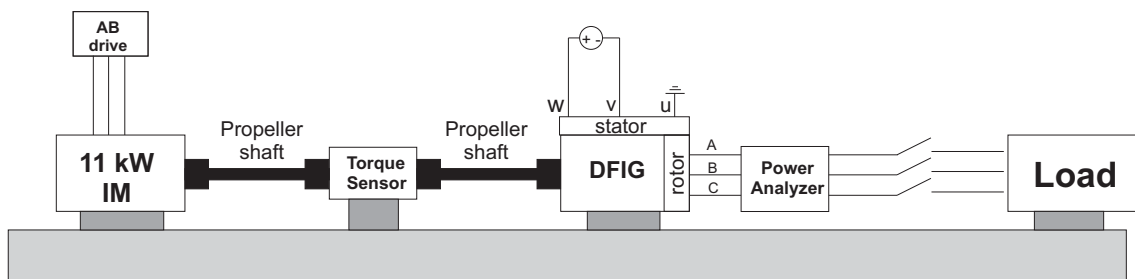 AB
drive
+ -
W
V
u
stator
Propeller
shaft
Propeller
shaft
11 kW
IM
Torque
Sensor
DFIG
rotor
A
B
C
Power
Analyzer
Load